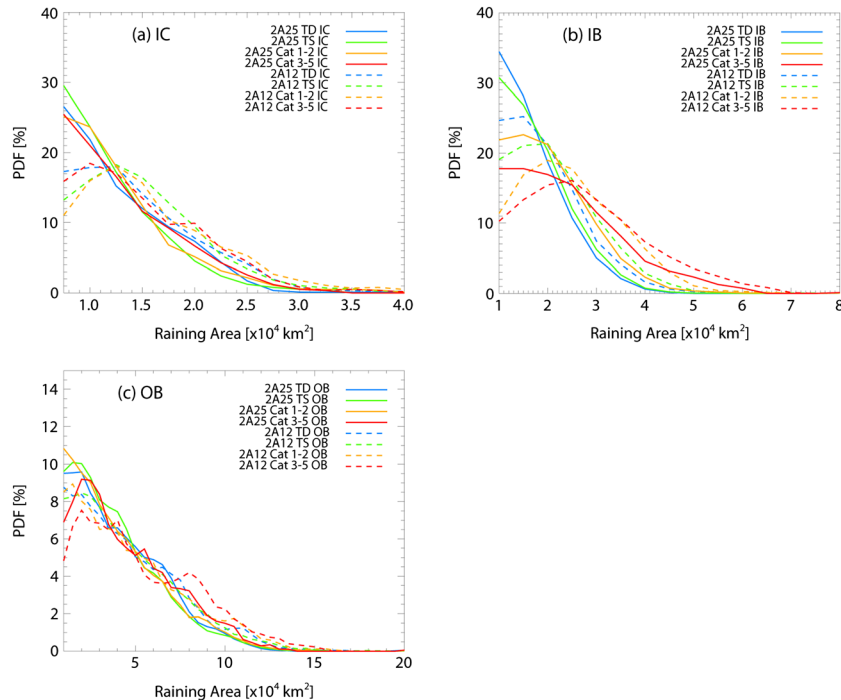 (a) IC
2A25 TD IC
2A25 TS IC
2A25 Cat 1-2 IC
2A25 Cat 3-5 IC
2A12 TD IC
2A12 TS IC
2A12 Cat 1-2 IC
2A12 Cat 3-5 IC
PDF [%]
40
30
20
10
0
1.0 1.5 2.0 2.5 3.0 3.5 4.0
Raining Area [x10⁴ km²]
(b) IB
2A25 TD IB
2A25 TS IB
2A25 Cat 1-2 IB
2A25 Cat 3-5 IB
2A12 TD IB
2A12 TS IB
2A12 Cat 1-2 IB
2A12 Cat 3-5 IB
PDF [%]
40
30
20
10
0
1 2 3 4 5 6 7 8
Raining Area [x10⁴ km²]
(c) OB
2A25 TD OB
2A25 TS OB
2A25 Cat 1-2 OB
2A25 Cat 3-5 OB
2A12 TD OB
2A12 TS OB
2A12 Cat 1-2 OB
2A12 Cat 3-5 OB
PDF [%]
14
12
10
8
6
4
2
0
5 10 15 20
Raining Area [x10⁴ km²]